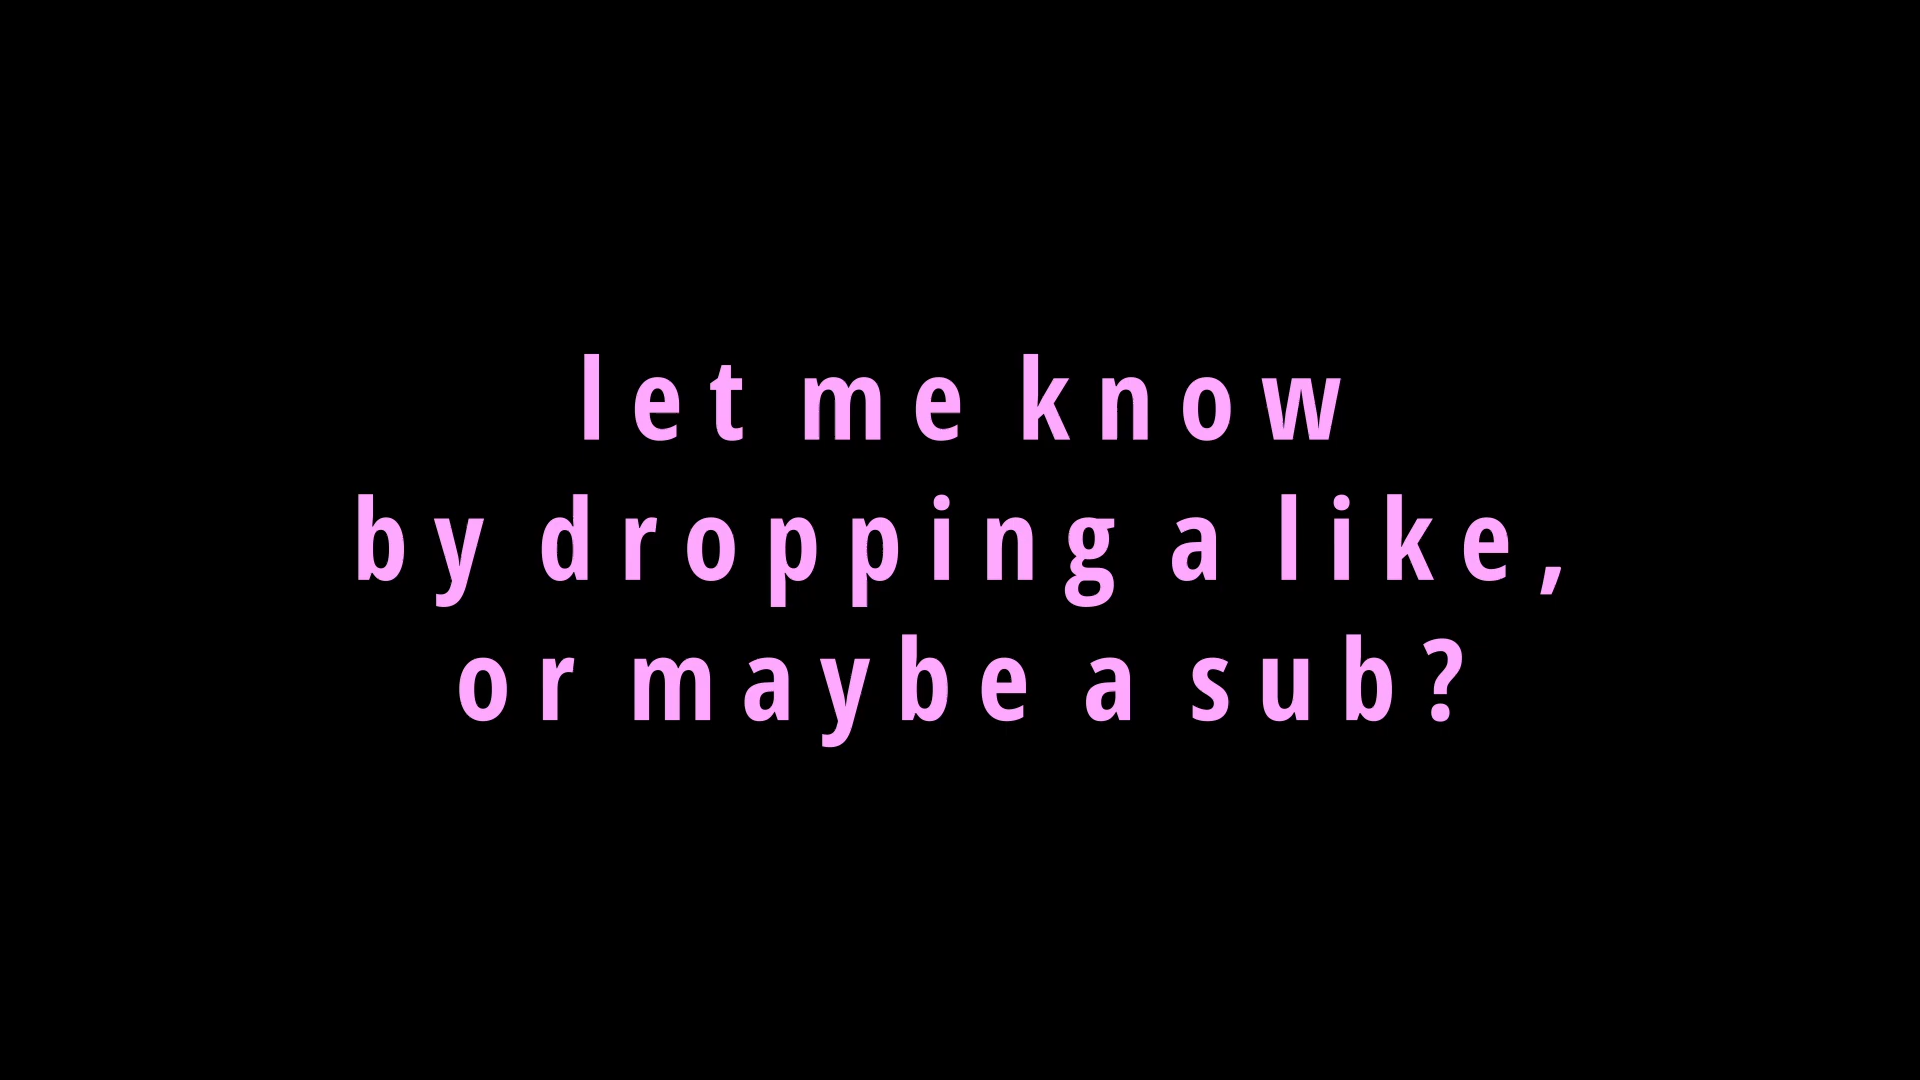 let me know
by dropping a like,
or maybe a sub?